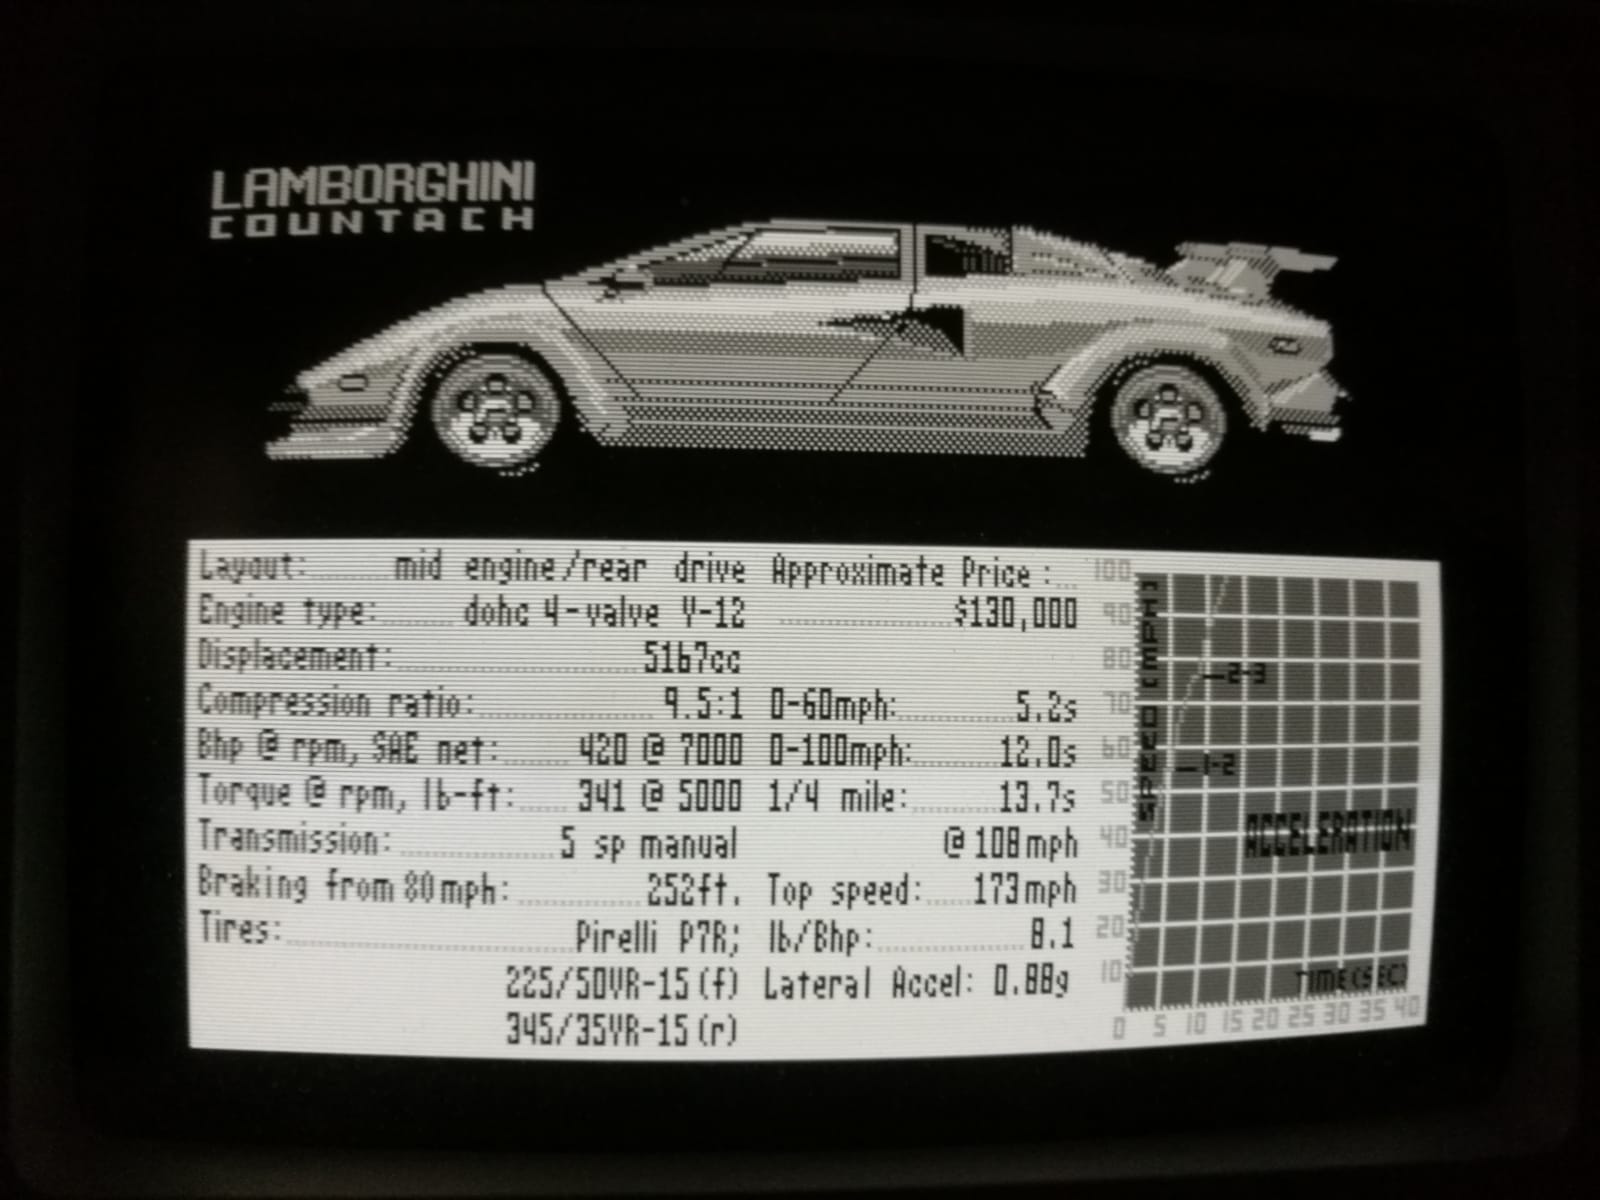 LAMBORGHINI
COUNTACH
Layout:........mid engine/rear drive
Engine type:........dohc 4-valve V-12
Displacement:........5167cc
Compression ratio:........9.5:1
Bhp @ rpm, SAE net:........420 @ 7000
Torque @ rpm, lb-ft:........341 @ 5000
Transmission:........5 sp manual
Braking from 80mph:........252ft.
Tires:........Pirelli P7R;
225/50VR-15(f)
345/35VR-15(r)
Approximate Price:...
........$130,000
0-60mph:........5.2s
0-100mph:........12.0s
1/4 mile:........13.7s
@ 108mph
Top speed:........173mph
lb/Bhp:........8.1
Lateral Accel: 0.88g
100
90
80
70
60
50
40
30
20
10
SPEED (MPH)
2-3
1-2
ACCELERATION
TIME(SEC)
0 5 10 15 20 25 30 35 40